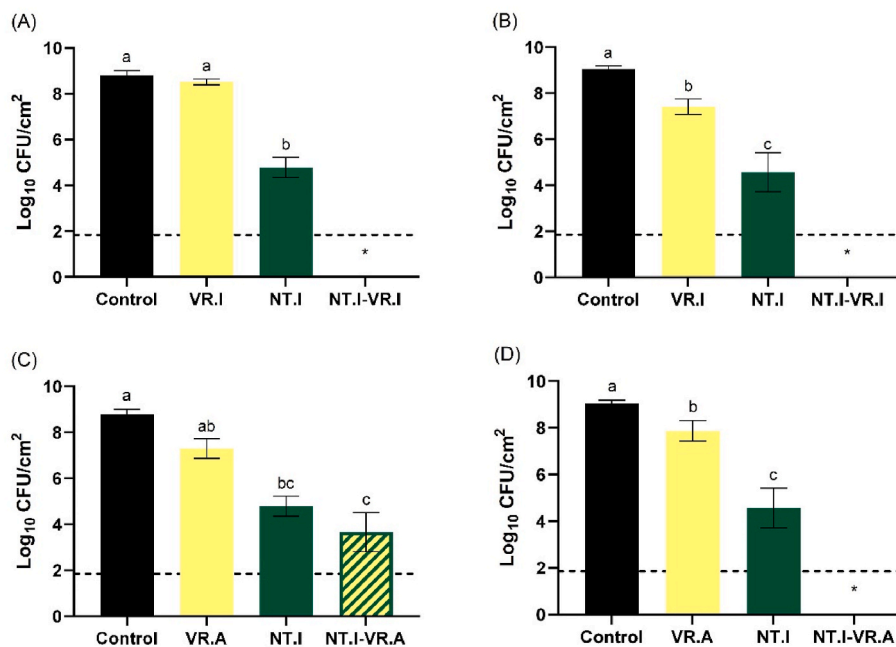 (A)
Log10 CFU/cm2
10
8
6
4
2
0
a
a
b
*
Control VR.I NT.I NT.I-VR.I
(B)
Log10 CFU/cm2
10
8
6
4
2
0
a
b
c
*
Control VR.I NT.I NT.I-VR.I
(C)
Log10 CFU/cm2
10
8
6
4
2
0
a
ab
bc
c
Control VR.A NT.I NT.I-VR.A
(D)
Log10 CFU/cm2
10
8
6
4
2
0
a
b
c
*
Control VR.A NT.I NT.I-VR.A